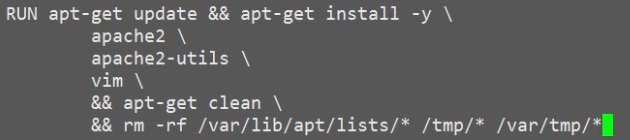 RUN apt-get update && apt-get install -y \
apache2 \
apache2-utils \
vim \
&& apt-get clean \
&& rm -rf /var/lib/apt/lists/* /tmp/* /var/tmp/*